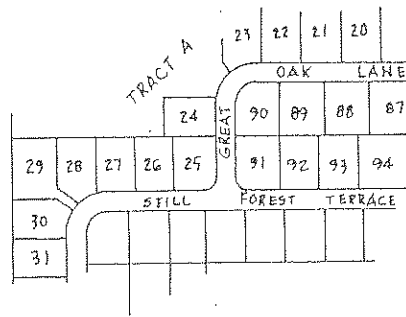 23 22 21 20
TRACT A
OAK LANE
24
GREAT
90 89 88 87
29 28 27 26 25
91 92 93 94
STILL FOREST TERRACE
30
31